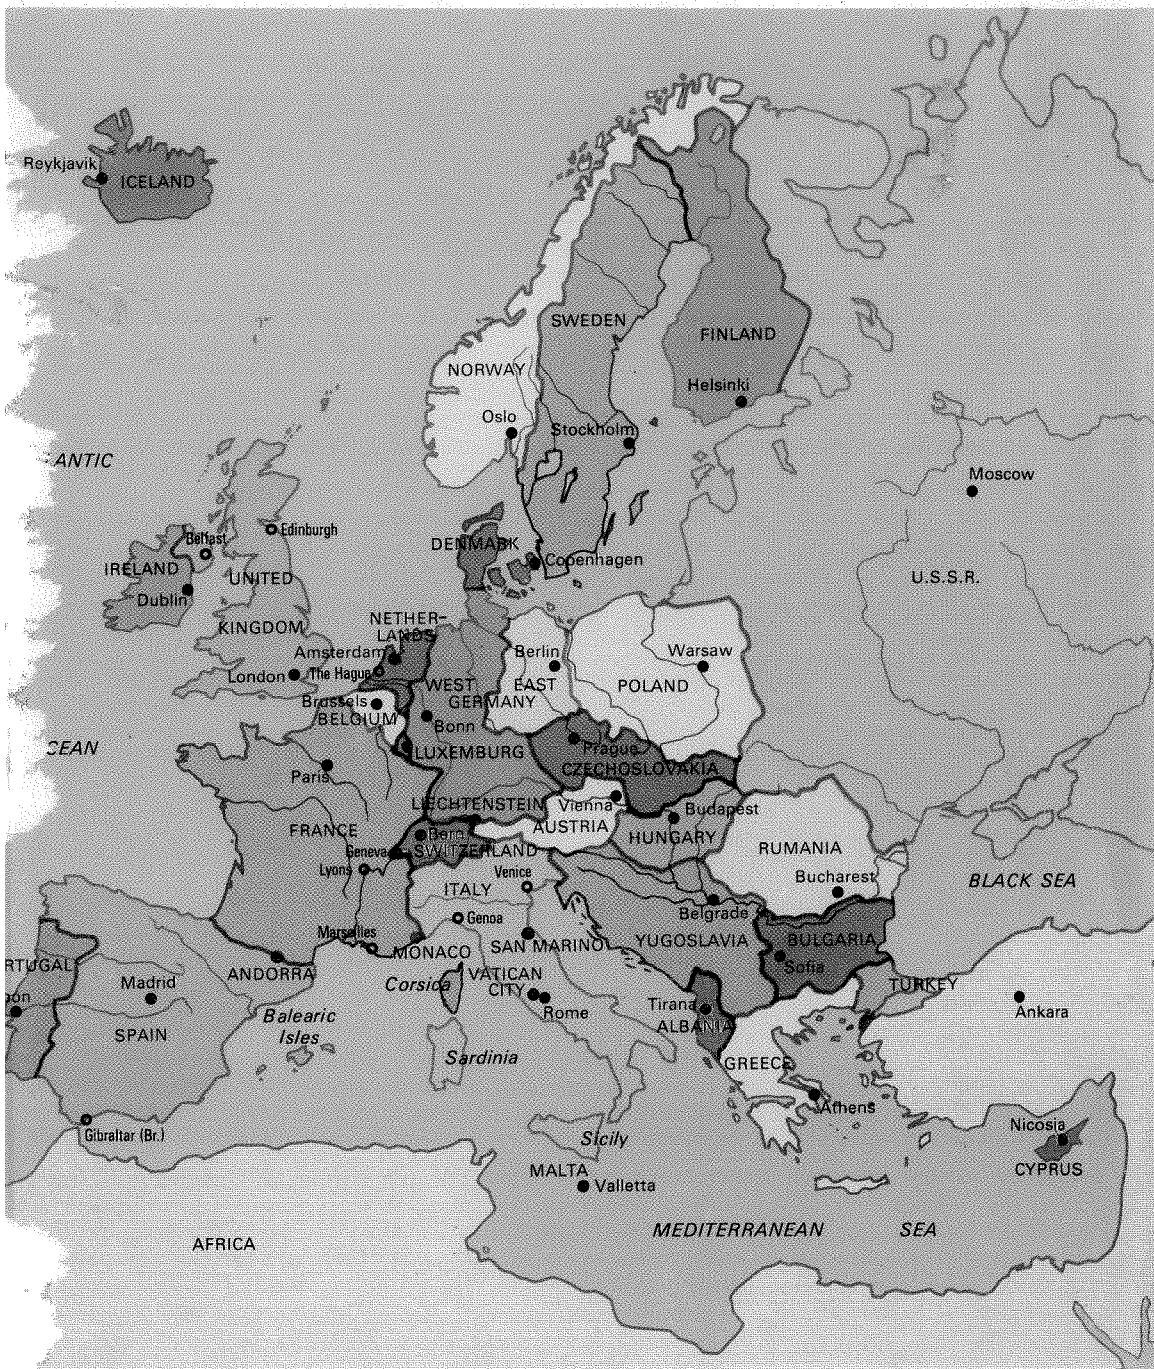 Reykjavik
ICELAND
SWEDEN
FINLAND
NORWAY
Helsinki
Oslo
Stockholm
ANTIC
Moscow
Edinburgh
Belfast
DENMARK
Copenhagen
IRELAND
UNITED
U.S.S.R.
Dublin
NETHER-
LANDS
KINGDOM
Amsterdam
Berlin
Warsaw
London
The Hague
WEST
EAST
POLAND
Brussels
GERMANY
BELGIUM
Bonn
CEAN
LUXEMBURG
Prague
Paris
CZECHOSLOVAKIA
LIECHTENSTEIN
Vienna
Budapest
FRANCE
Bern
AUSTRIA
HUNGARY
Geneva
SWITZERLAND
RUMANIA
Lyons
Venice
Bucharest
BLACK SEA
ITALY
Genoa
Belgrade
Marseilles
MONACO
SAN MARINO
YUGOSLAVIA
BULGARIA
RTUGAL
ANDORRA
Sofia
Madrid
Corsica
VATICAN
CITY
TURKEY
Rome
Tirana
Ankara
Balearic
Isles
ALBANIA
SPAIN
Sardinia
GREECE
Athens
Gibraltar (Br.)
Sicily
Nicosia
MALTA
CYPRUS
Valletta
MEDITERRANEAN SEA
AFRICA